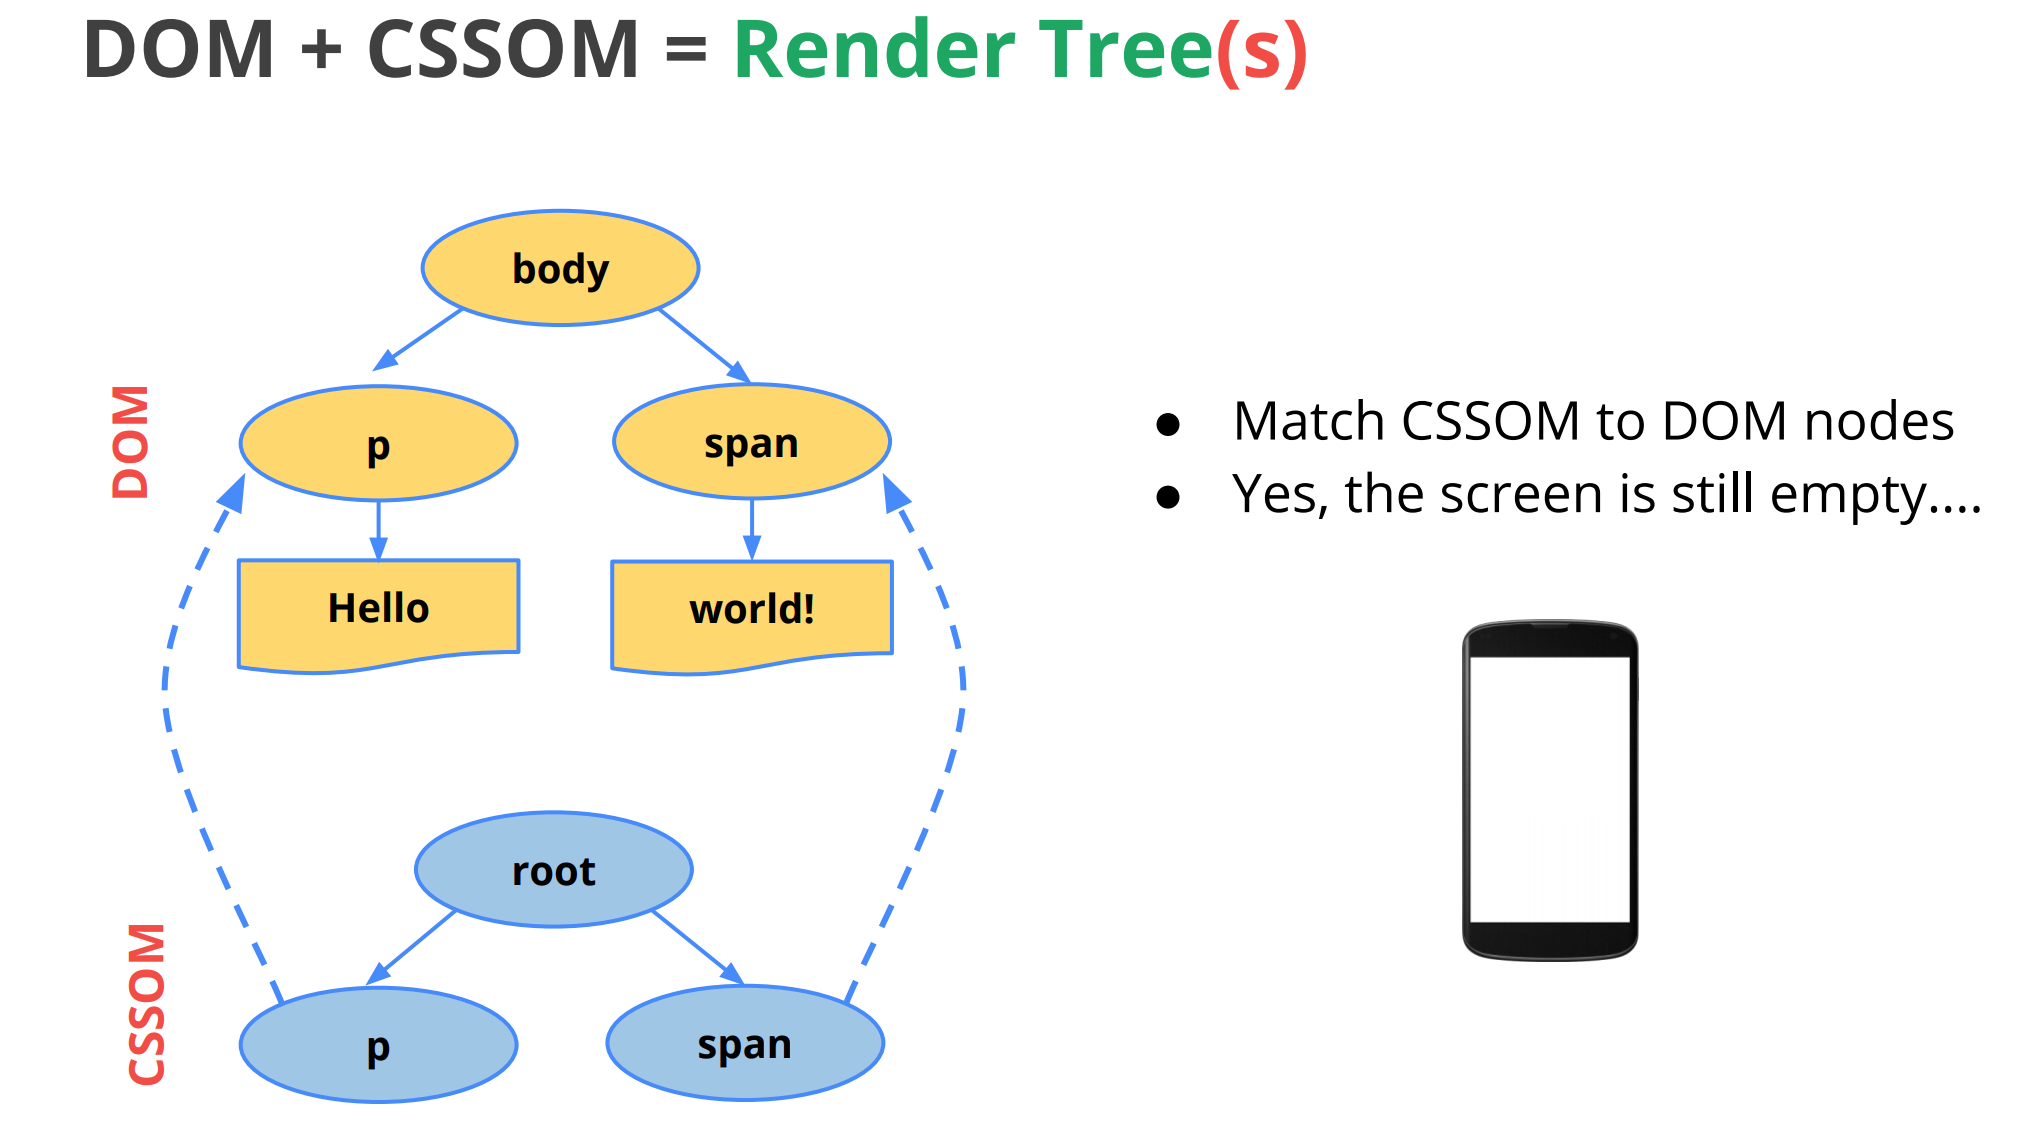 DOM + CSSOM = Render Tree(s)
body
DOM
p
span
Hello
world!
root
CSSOM
p
span
● Match CSSOM to DOM nodes
● Yes, the screen is still empty....